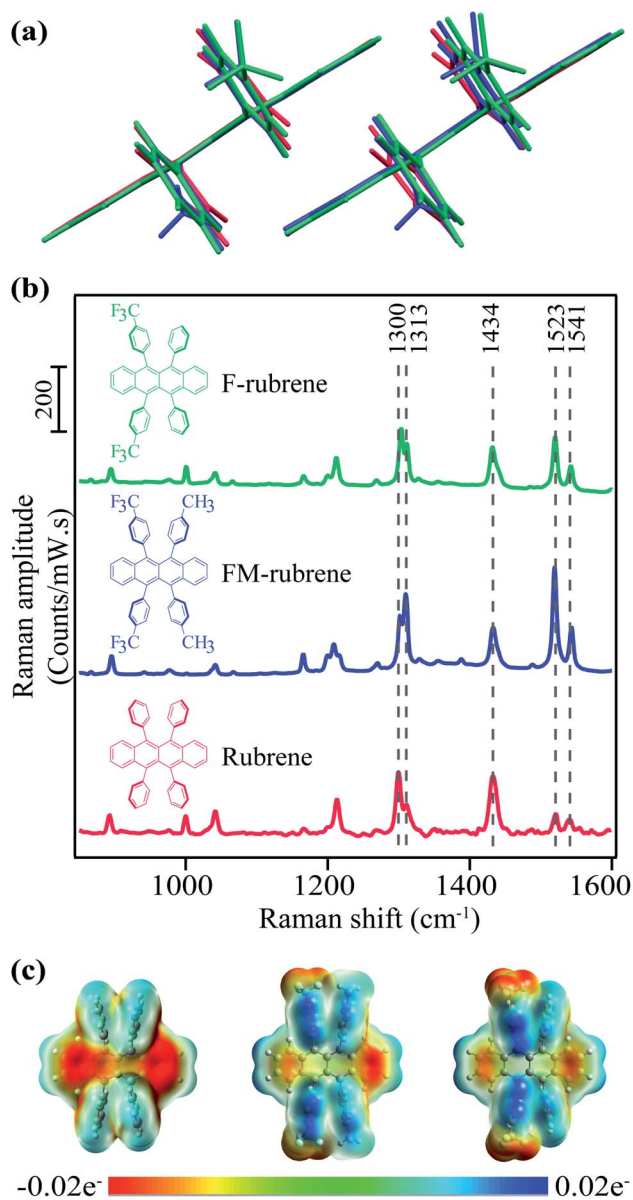 (a)
(b)
1300
1313
1434
1523
1541
200
F₃C
F-rubrene
F₃C
F₃C
CH₃
FM-rubrene
F₃C
CH₃
Rubrene
Raman amplitude
(Counts/mW.s)
1000
1200
1400
1600
Raman shift (cm⁻¹)
(c)
-0.02e⁻
0.02e⁻